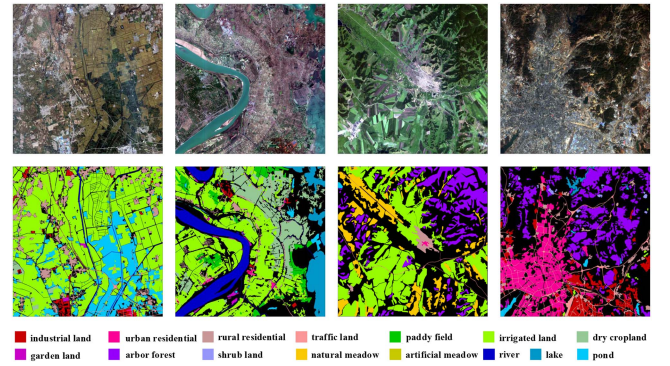 industrial land urban residential rural residential traffic land paddy field irrigated land dry cropland
garden land arbor forest shrub land natural meadow artificial meadow river lake pond